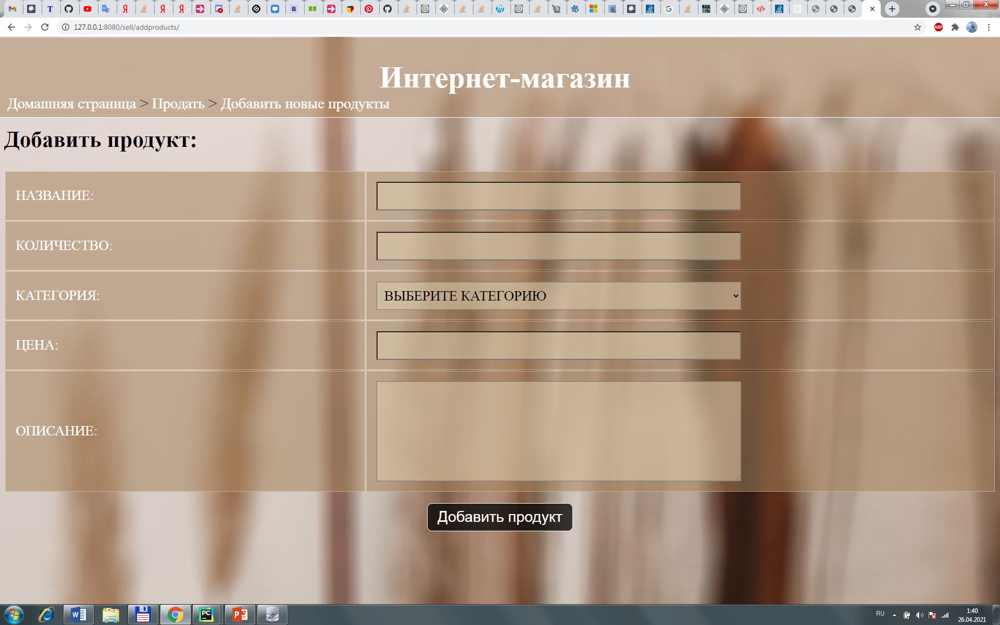 127.0.0.1:8080/sell/addproducts/
ABP
Интернет-магазин
Домашняя страница > Продать > Добавить новые продукты
Добавить продукт:
НАЗВАНИЕ:
КОЛИЧЕСТВО:
КАТЕГОРИЯ:
ВЫБЕРИТЕ КАТЕГОРИЮ
ЦЕНА:
ОПИСАНИЕ:
Добавить продукт
RU
1:40
26.04.2021